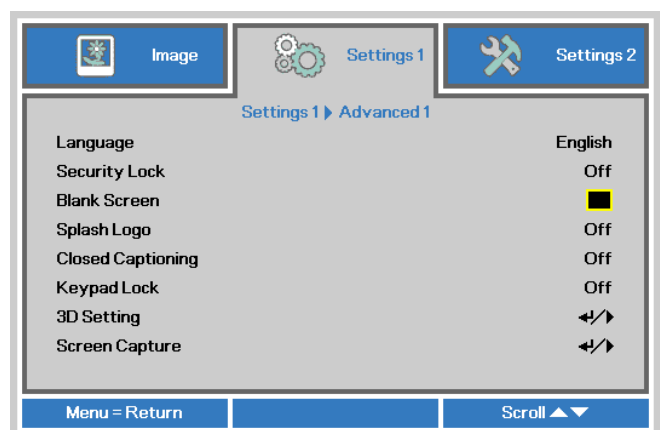 Image
Settings 1
Settings 2
Settings 1 ▶ Advanced 1
Language English
Security Lock Off
Blank Screen
Splash Logo Off
Closed Captioning Off
Keypad Lock Off
3D Setting ↵/▶
Screen Capture ↵/▶
Menu = Return
Scroll ▲▼